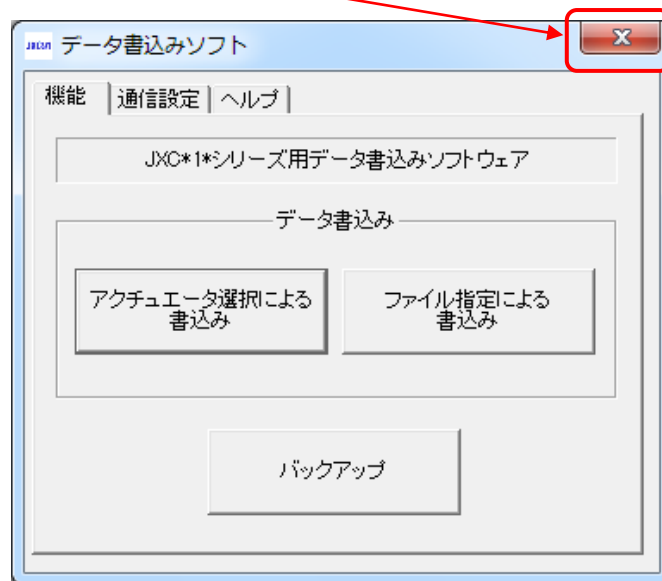 データ書込みソフト
機能 通信設定 ヘルプ
JXC*1*シリーズ用データ書込みソフトウェア
データ書込み
アクチュエータ選択による
書込み
ファイル指定による
書込み
バックアップ